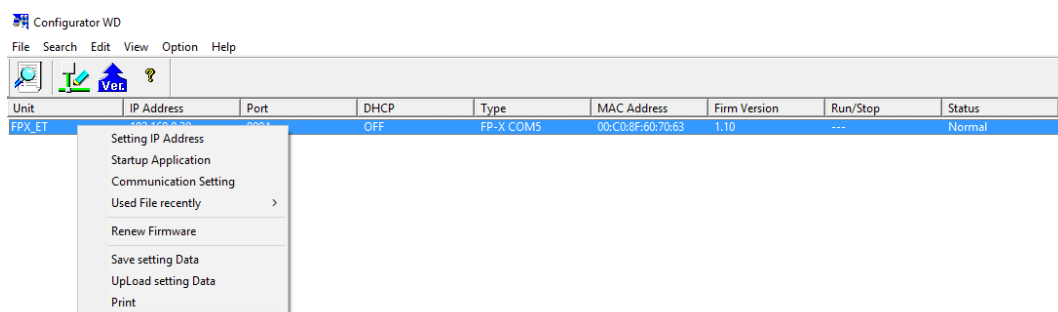 Configurator WD
File Search Edit View Option Help
Ver.
Unit IP Address Port DHCP Type MAC Address Firm Version Run/Stop Status
FPX_ET OFF FP-X COM5 00:C0:8F:60:70:63 1.10 --- Normal
Setting IP Address
Startup Application
Communication Setting
Used File recently >
Renew Firmware
Save setting Data
UpLoad setting Data
Print